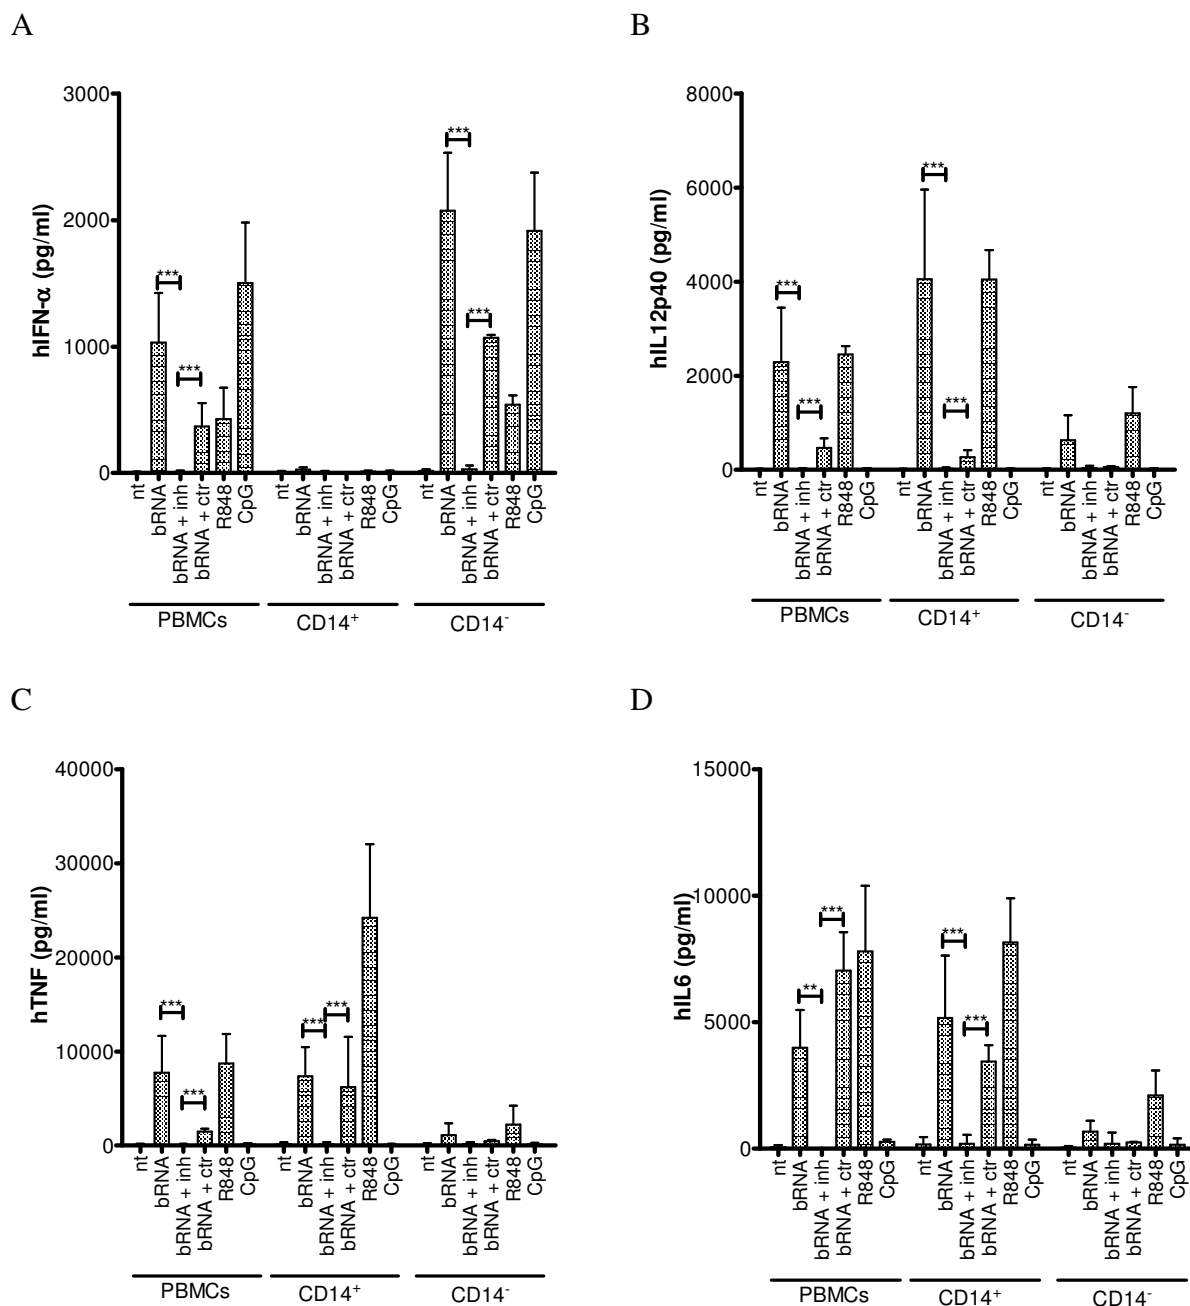 A
hIFN-α (pg/ml)
3000
2000
1000
0
***
***
***
***
nt
bRNA
bRNA + inh
bRNA + ctr
R848
CpG
nt
bRNA
bRNA + inh
bRNA + ctr
R848
CpG
nt
bRNA
bRNA + inh
bRNA + ctr
R848
CpG
PBMCs
CD14⁺
CD14⁻
B
hIL12p40 (pg/ml)
8000
6000
4000
2000
0
***
***
***
***
nt
bRNA
bRNA + inh
bRNA + ctr
R848
CpG
nt
bRNA
bRNA + inh
bRNA + ctr
R848
CpG
nt
bRNA
bRNA + inh
bRNA + ctr
R848
CpG
PBMCs
CD14⁺
CD14⁻
C
hTNF (pg/ml)
40000
30000
20000
10000
0
***
***
***
***
nt
bRNA
bRNA + inh
bRNA + ctr
R848
CpG
nt
bRNA
bRNA + inh
bRNA + ctr
R848
CpG
nt
bRNA
bRNA + inh
bRNA + ctr
R848
CpG
PBMCs
CD14⁺
CD14⁻
D
hIL6 (pg/ml)
15000
10000
5000
0
**
***
***
***
nt
bRNA
bRNA + inh
bRNA + ctr
R848
CpG
nt
bRNA
bRNA + inh
bRNA + ctr
R848
CpG
nt
bRNA
bRNA + inh
bRNA + ctr
R848
CpG
PBMCs
CD14⁺
CD14⁻